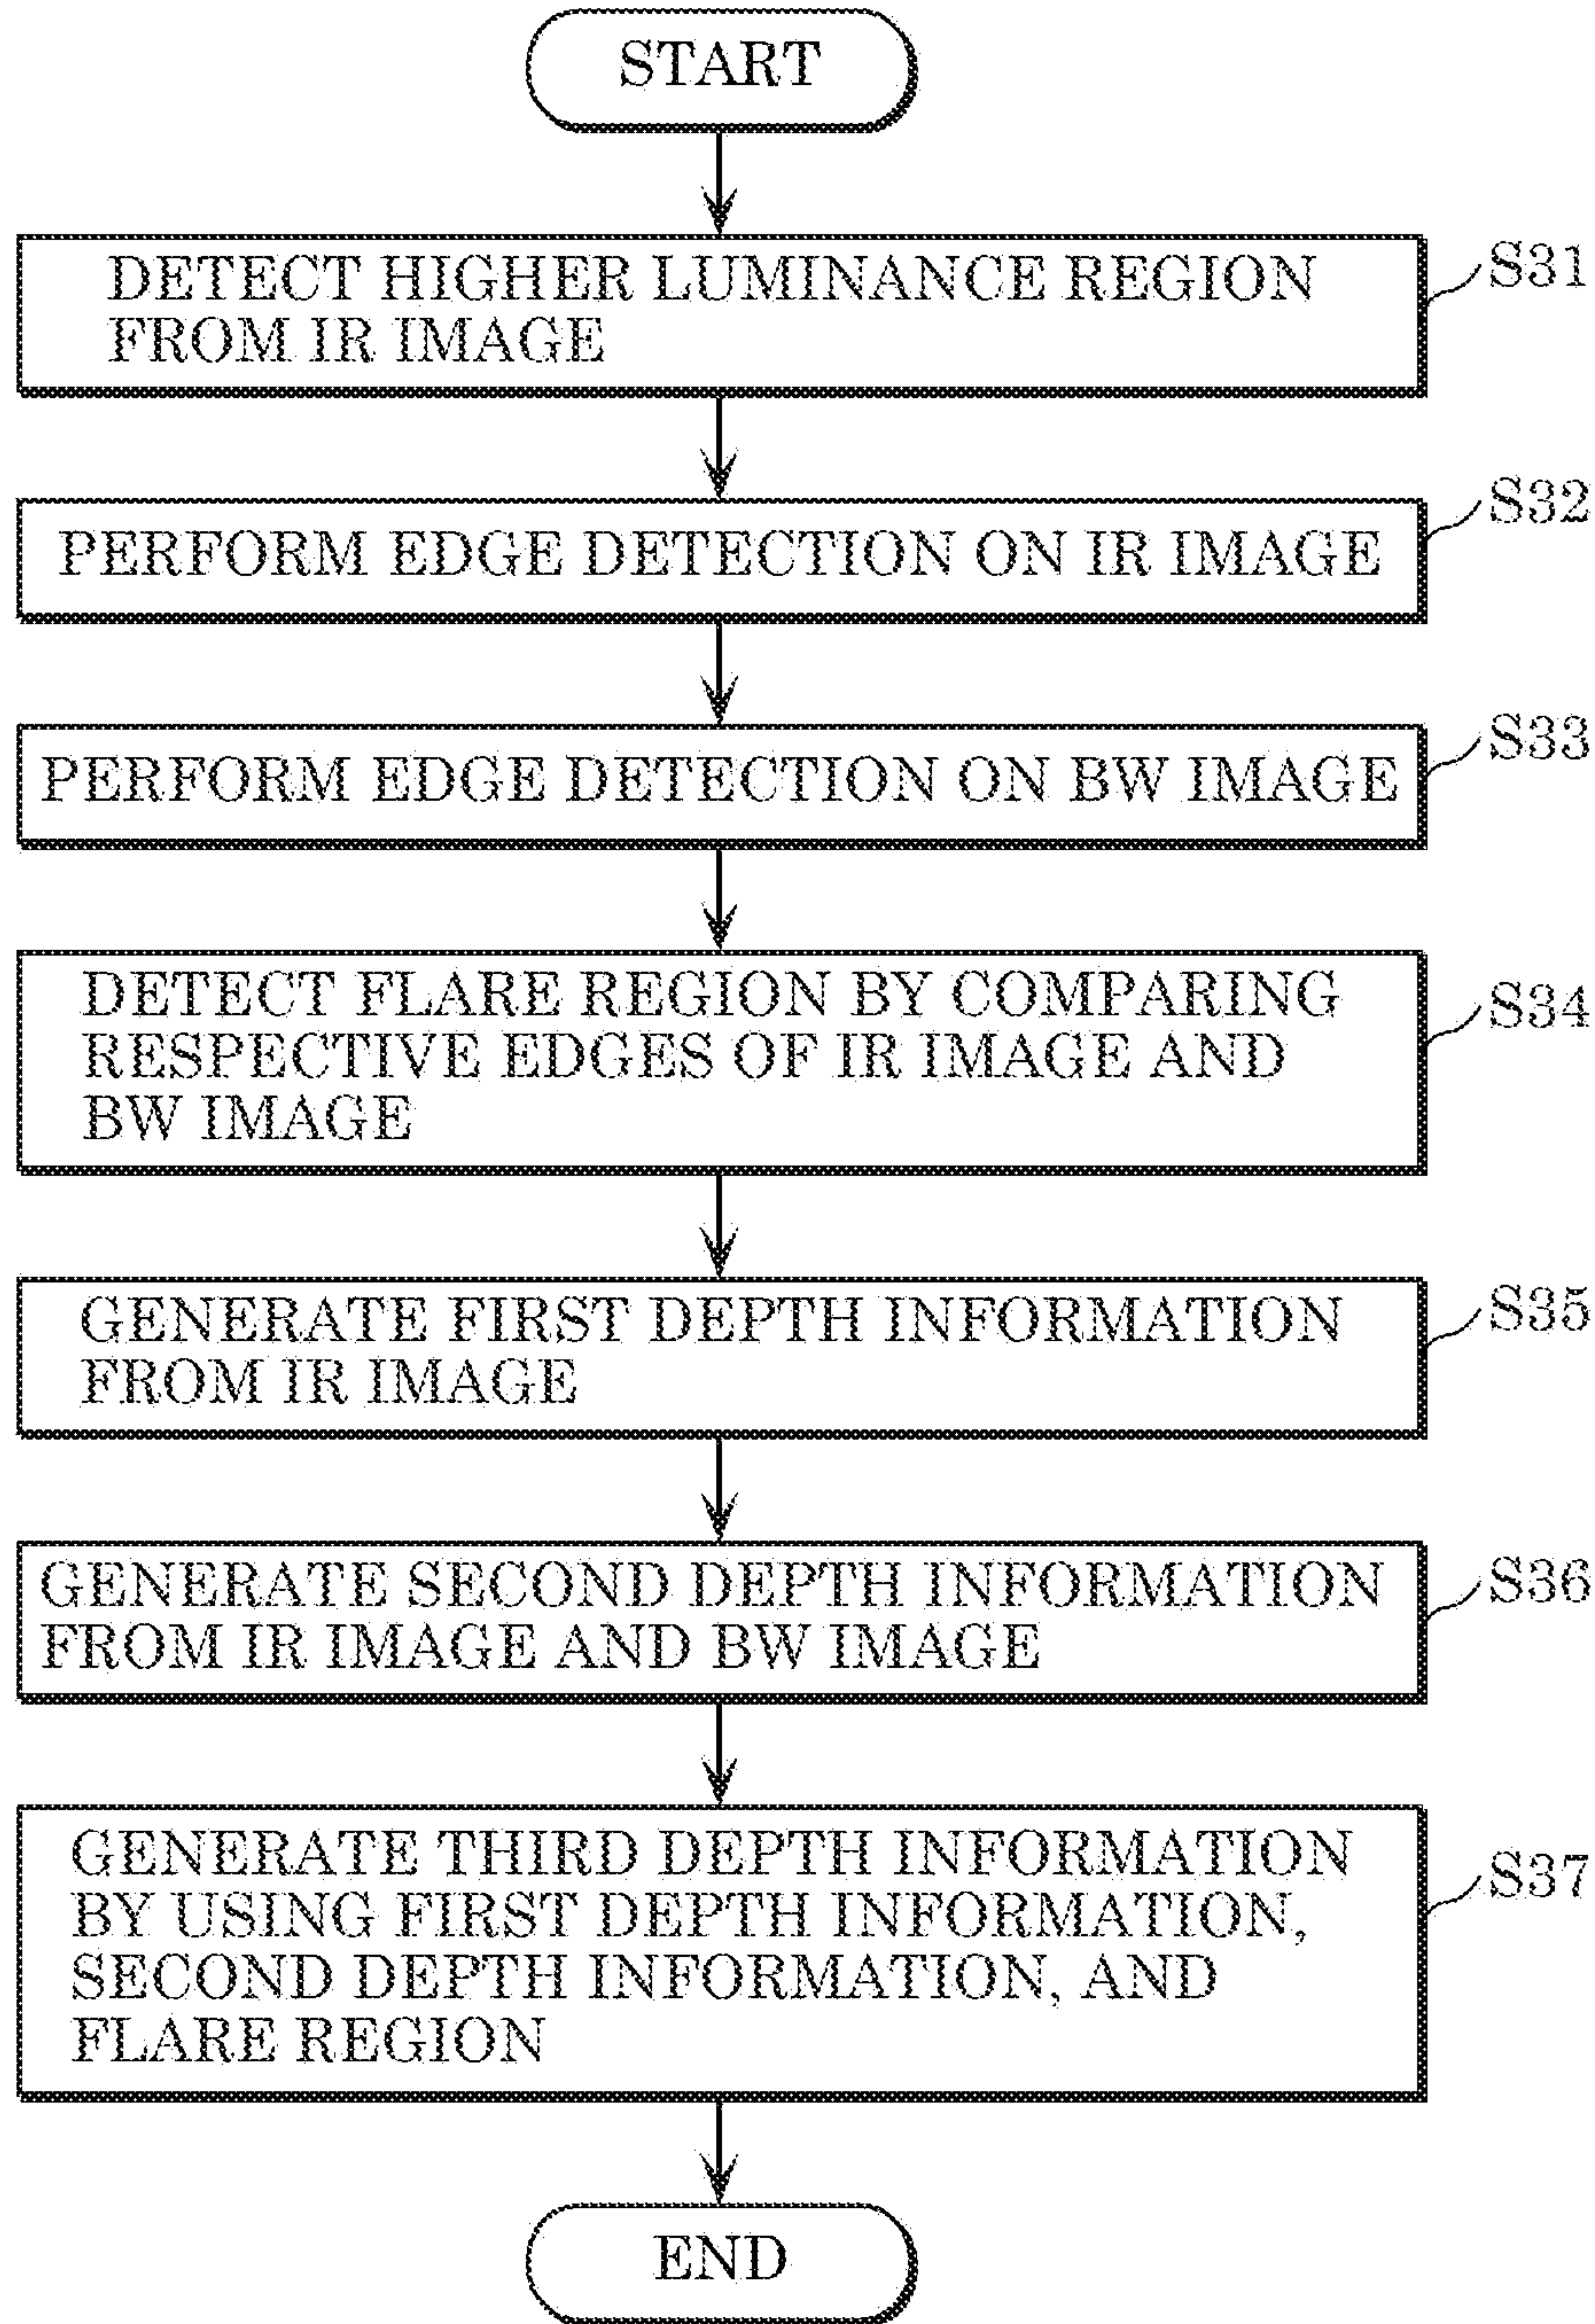 START
DETECT HIGHER LUMINANCE REGION
FROM IR IMAGE
S31
PERFORM EDGE DETECTION ON IR IMAGE
S32
PERFORM EDGE DETECTION ON BW IMAGE
S33
DETECT FLARE REGION BY COMPARING
RESPECTIVE EDGES OF IR IMAGE AND
BW IMAGE
S34
GENERATE FIRST DEPTH INFORMATION
FROM IR IMAGE
S35
GENERATE SECOND DEPTH INFORMATION
FROM IR IMAGE AND BW IMAGE
S36
GENERATE THIRD DEPTH INFORMATION
BY USING FIRST DEPTH INFORMATION,
SECOND DEPTH INFORMATION, AND
FLARE REGION
S37
END